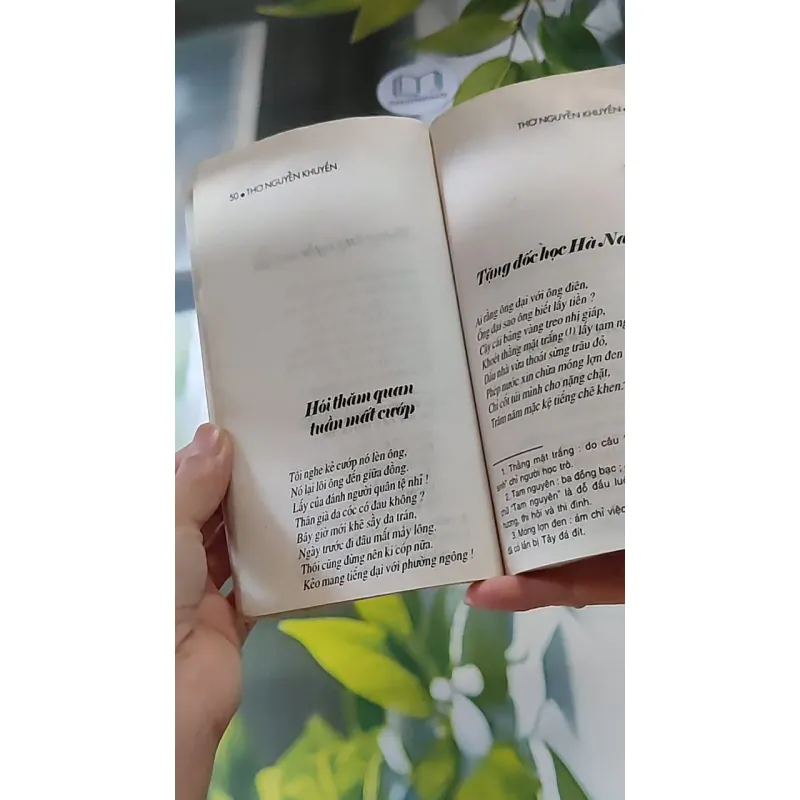 50 ● THƠ NGUYỄN KHUYẾN
Hỏi thăm quan
tuần mất cướp
Tôi nghe kẻ cướp nó lèn ông,
Nó lại lôi ông đến giữa đồng.
Lấy của đánh người quân tệ nhĩ !
Thân già da cóc có đau không ?
Bây giờ mới khẽ sầy da trán,
Ngày trước đi đâu mất mảy lông.
Thôi cũng đừng nên kì cóp nữa.
Kẻo mang tiếng dại với phường ngông !
THƠ NGUYỄN KHUYẾN ●
Tặng đốc học Hà Na
Ai rằng ông dại với ông điên,
Ông dại sao ông biết lấy tiền ?
Cậy cái bảng vàng treo nhị giáp,
Khoét thằng mặt trắng (1) lấy tam ng
Dấu nhà vừa thoát sừng trâu đỏ,
Phép nước xin chừa móng lợn đen
Chỉ cốt túi mình cho nặng chặt,
Trăm năm mặc kệ tiếng chê khen.
1. Thằng mặt trắng : do câu
sinh" chỉ người học trò.
2. Tam nguyên : ba đồng bạc ;
chữ "Tam nguyên" là đỗ đầu lu
hương, thi hội và thi đình.
3. Móng lợn đen : ám chỉ việc
đã có lần bị Tây đá đít.